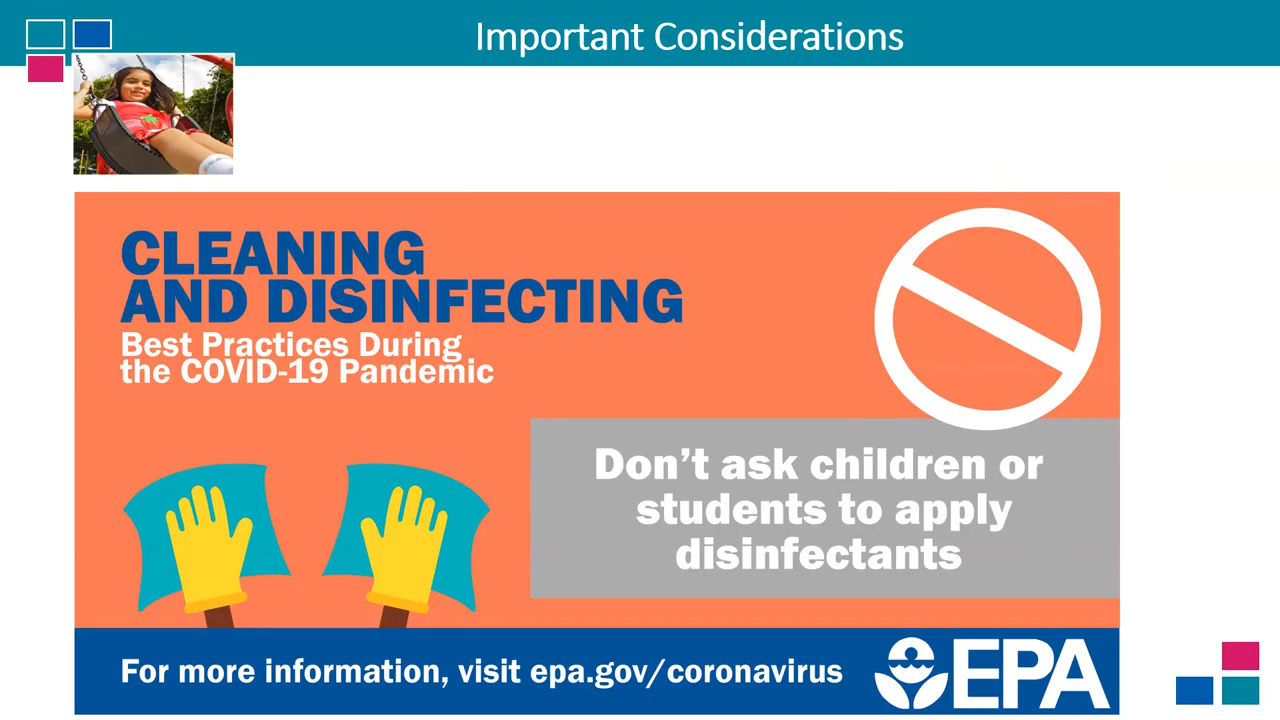 Important Considerations
CLEANING
AND DISINFECTING
Best Practices During
the COVID-19 Pandemic
Don't ask children or
students to apply
disinfectants
For more information, visit epa.gov/coronavirus
EPA